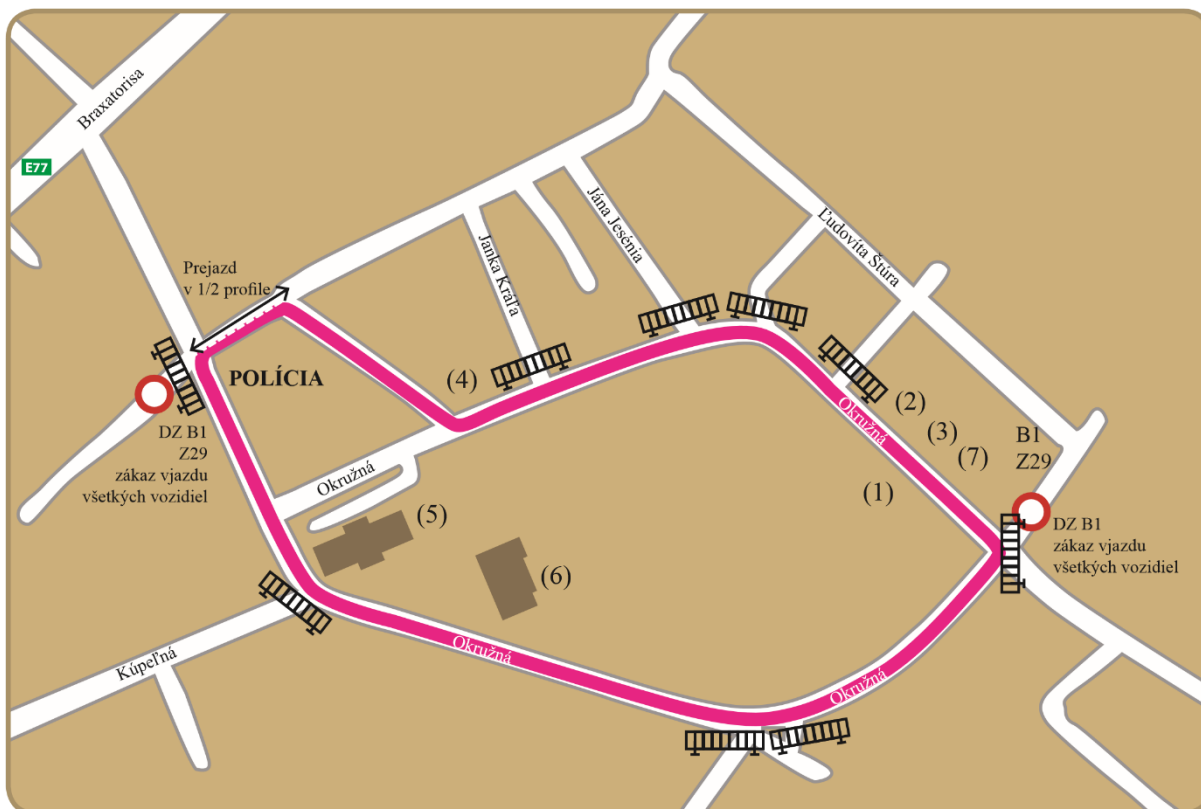 Braxatorisa
E77
Prejazd
v 1/2 profile
Janka Kráľa
Jána Jesénia
Ľudovíta Štúra
POLÍCIA
(4)
DZ B1
Z29
zákaz vjazdu
všetkých vozidiel
Okružná
(2)
(3)
(7)
(1)
B1
Z29
Okružná
(5)
(6)
DZ B1
zákaz vjazdu
všetkých vozidiel
Kúpeľná
Okružná
Okružná